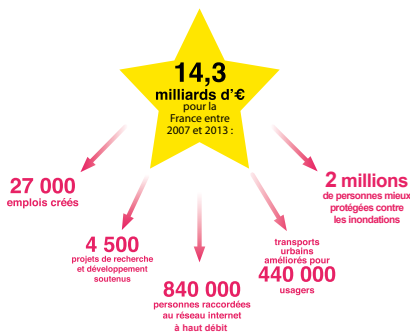 14,3
milliards d'€
pour la
France entre
2007 et 2013 :
27 000
emplois créés
4 500
projets de recherche
et développement
soutenus
840 000
personnes raccordées
au réseau internet
à haut débit
transports
urbains
améliorés pour
440 000
usagers
2 millions
de personnes mieux
protégées contre
les inondations